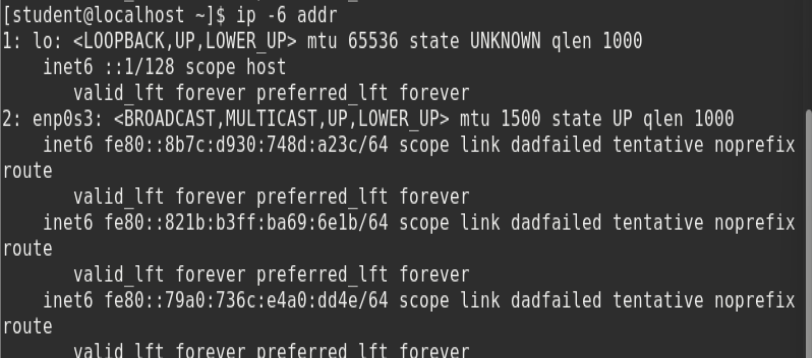 [student@localhost ~]$ ip -6 addr
1: lo: <LOOPBACK,UP,LOWER_UP> mtu 65536 state UNKNOWN qlen 1000
    inet6 ::1/128 scope host
       valid_lft forever preferred_lft forever
2: enp0s3: <BROADCAST,MULTICAST,UP,LOWER_UP> mtu 1500 state UP qlen 1000
    inet6 fe80::8b7c:d930:748d:a23c/64 scope link dadfailed tentative noprefix
route
       valid_lft forever preferred_lft forever
    inet6 fe80::821b:b3ff:ba69:6e1b/64 scope link dadfailed tentative noprefix
route
       valid_lft forever preferred_lft forever
    inet6 fe80::79a0:736c:e4a0:dd4e/64 scope link dadfailed tentative noprefix
route
       valid_lft forever preferred_lft forever